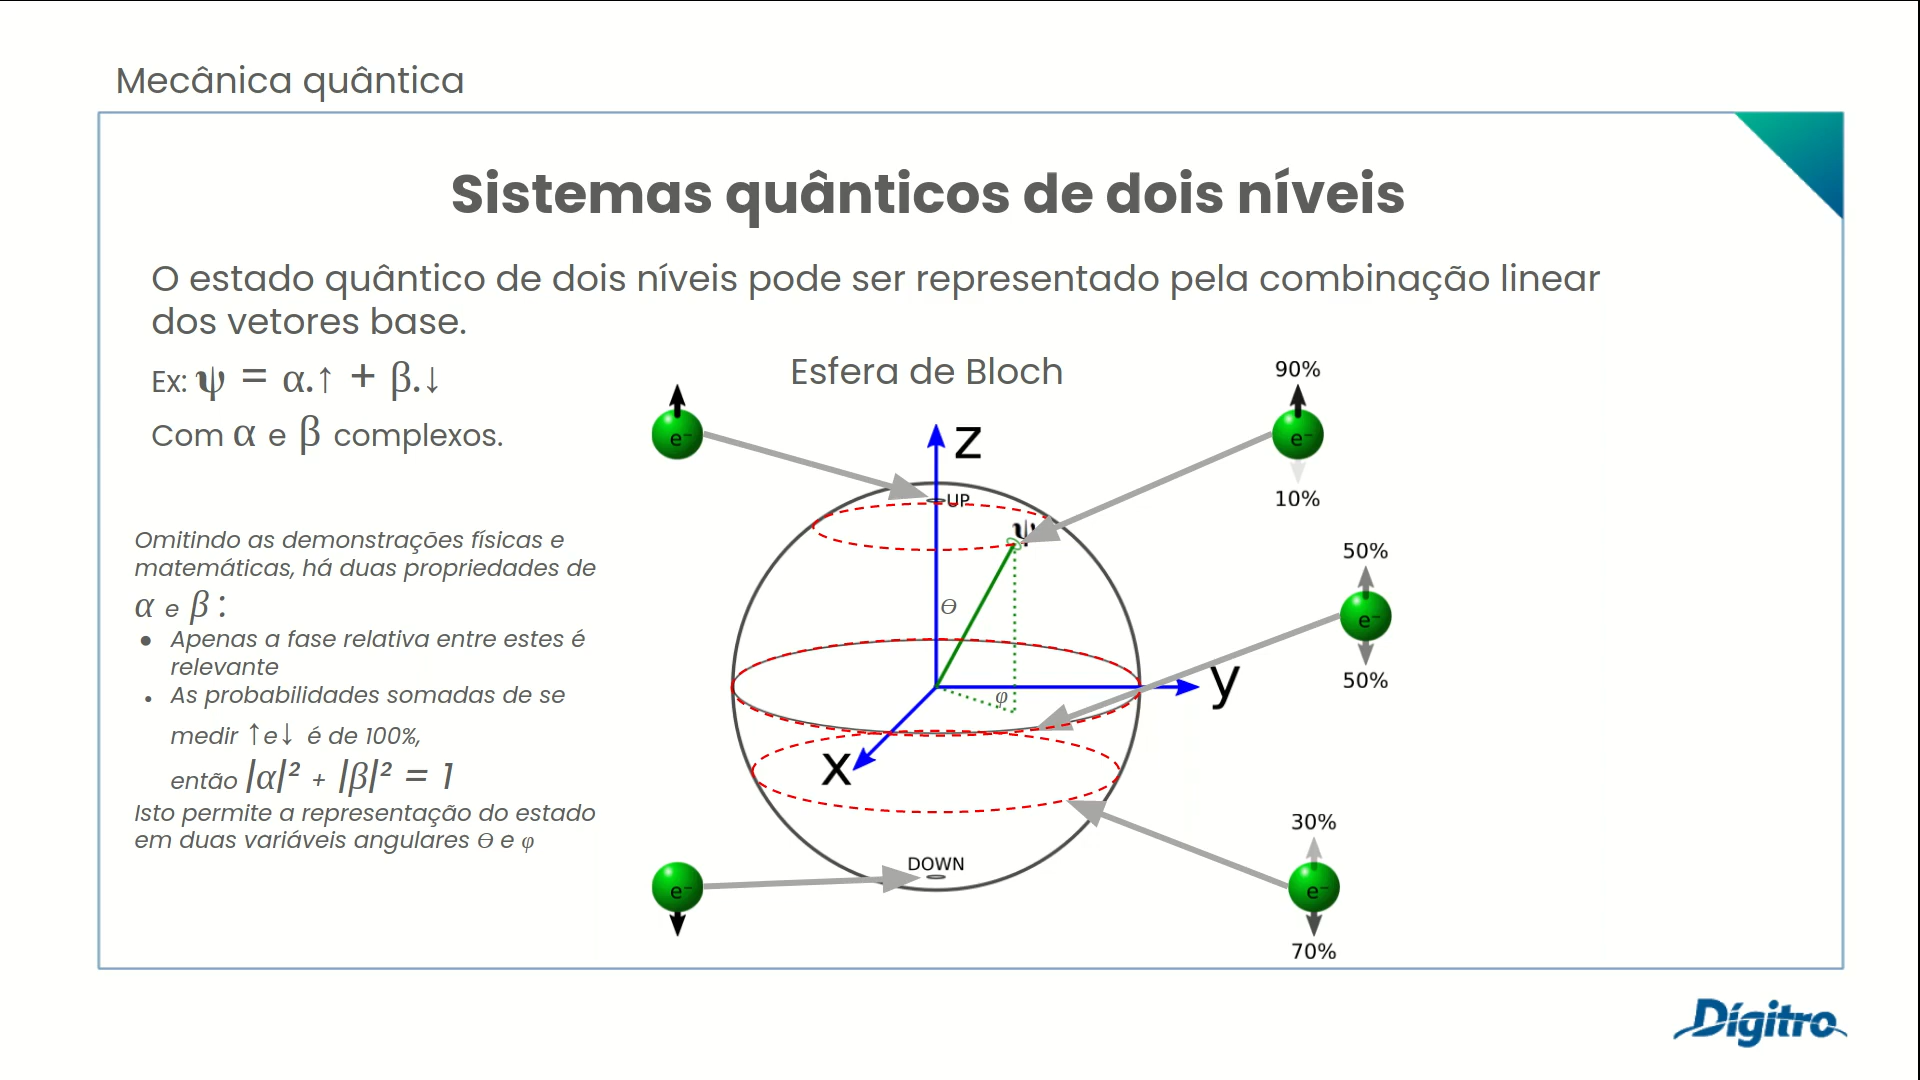 Mecânica quântica
Sistemas quânticos de dois níveis
O estado quântico de dois níveis pode ser representado pela combinação linear
dos vetores base.
Ex: ψ = α.↑ + β.↓
Com α e β complexos.
Omitindo as demonstrações físicas e
matemáticas, há duas propriedades de
α e β :
● Apenas a fase relativa entre estes é
relevante
• As probabilidades somadas de se
medir ↑e↓ é de 100%,
então |α|² + |β|² = 1
Isto permite a representação do estado
em duas variáveis angulares ϴ e φ
Esfera de Bloch
e⁻
z
UP
ψ
ϴ
φ
y
x
DOWN
e⁻
90%
e⁻
10%
50%
e⁻
50%
30%
e⁻
70%
Dígitro